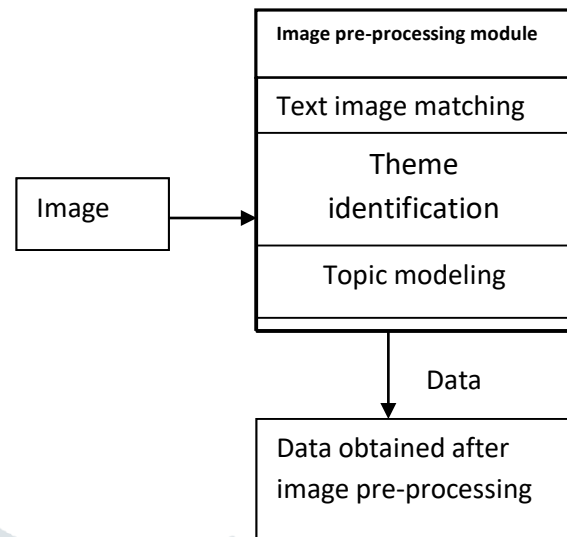 Image pre-processing module
Text image matching
Theme
identification
Image
Topic modeling
Data
Data obtained after
image pre-processing